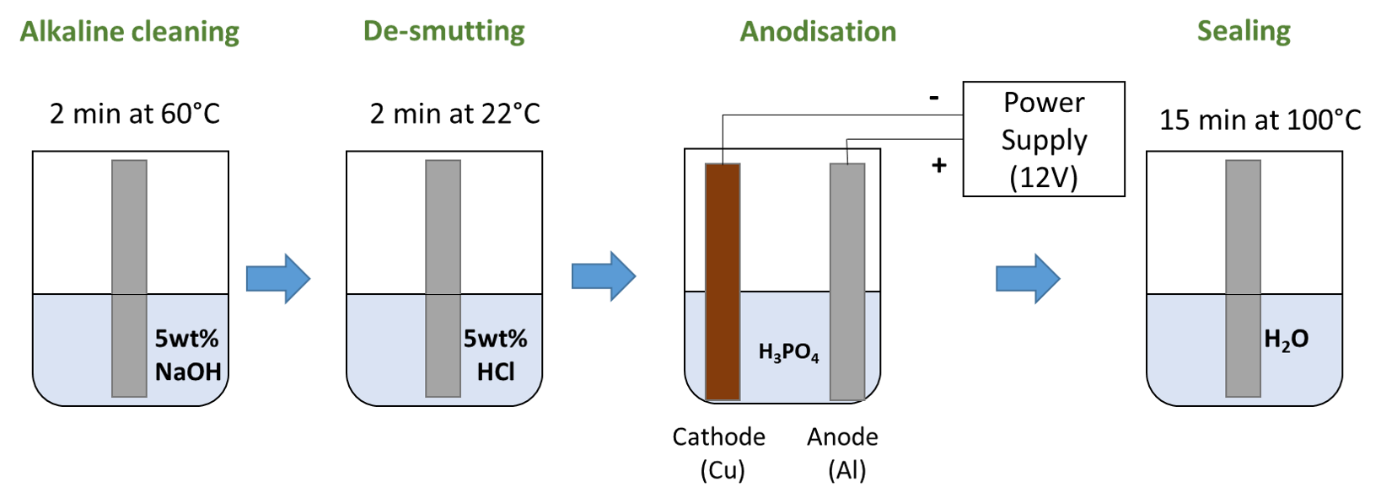 Alkaline cleaning
De-smutting
Anodisation
Sealing
2 min at 60°C
2 min at 22°C
-
+
Power
Supply
(12V)
15 min at 100°C
5wt%
NaOH
5wt%
HCl
H₃PO₄
H₂O
Cathode
(Cu)
Anode
(Al)